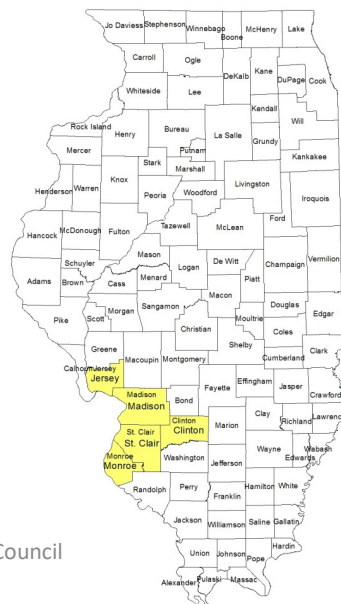 Jo Daviess Stephenson Winnebago Boone McHenry Lake
Carroll Ogle DeKalb Kane DuPage Cook
Whiteside Lee Kendall Will
Rock Island Henry Bureau La Salle Grundy
Mercer Putnam Kankakee
Stark Marshall
Henderson Warren Knox Peoria Woodford Livingston Iroquois
Hancock McDonough Fulton Tazewell McLean Ford
Schuyler Mason Logan De Witt Champaign Vermilion
Adams Brown Cass Menard Piatt
Macon Douglas
Pike Scott Morgan Sangamon Christian Moultrie Coles Edgar
Greene Macoupin Montgomery Shelby Cumberland Clark
Calhoun Jersey
Jersey
Fayette Effingham Jasper Crawford
Madison
Madison
Bond
Clinton
Clinton
Marion Clay Richland Lawrence
St. Clair
St. Clair
Wayne Edwards Wabash
Monroe
Monroe
Washington Jefferson
Randolph Perry Hamilton White
Franklin
Jackson Williamson Saline Gallatin
Council
Union Johnson Pope Hardin
Alexander Pulaski Massac